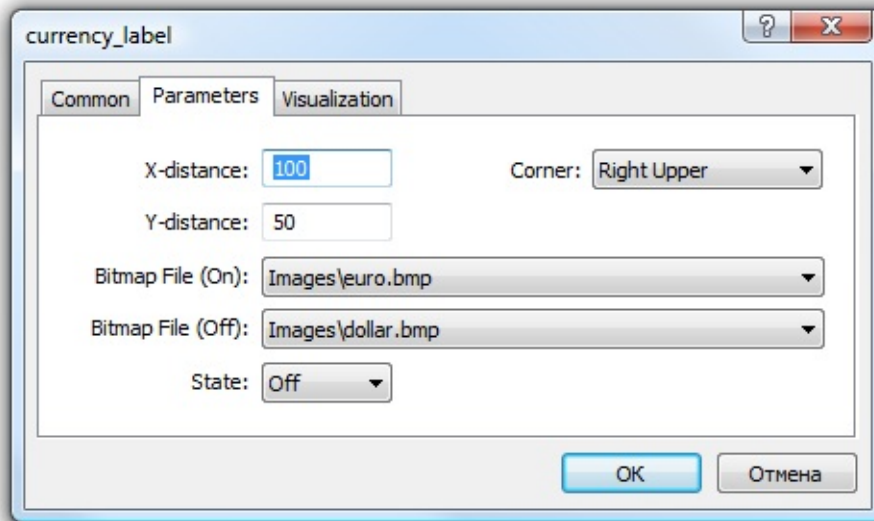 currency_label
Common Parameters Visualization
X-distance: 100 Corner: Right Upper
Y-distance: 50
Bitmap File (On): Images\euro.bmp
Bitmap File (Off): Images\dollar.bmp
State: Off
OK Отмена